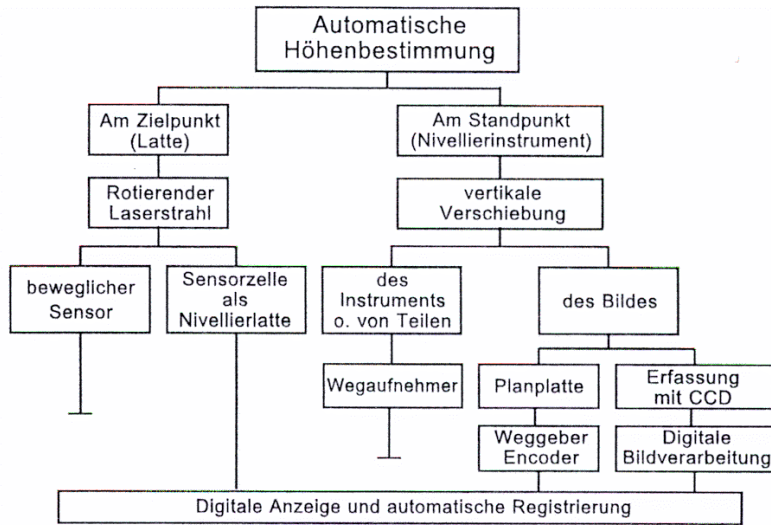 Automatische
Höhenbestimmung
Am Zielpunkt
(Latte)
Am Standpunkt
(Nivellierinstrument)
Rotierender
Laserstrahl
vertikale
Verschiebung
beweglicher
Sensor
Sensorzelle
als
Nivellierlatte
des
Instruments
o. von Teilen
des Bildes
Wegaufnehmer
Planplatte
Erfassung
mit CCD
Weggeber
Encoder
Digitale
Bildverarbeitung
Digitale Anzeige und automatische Registrierung